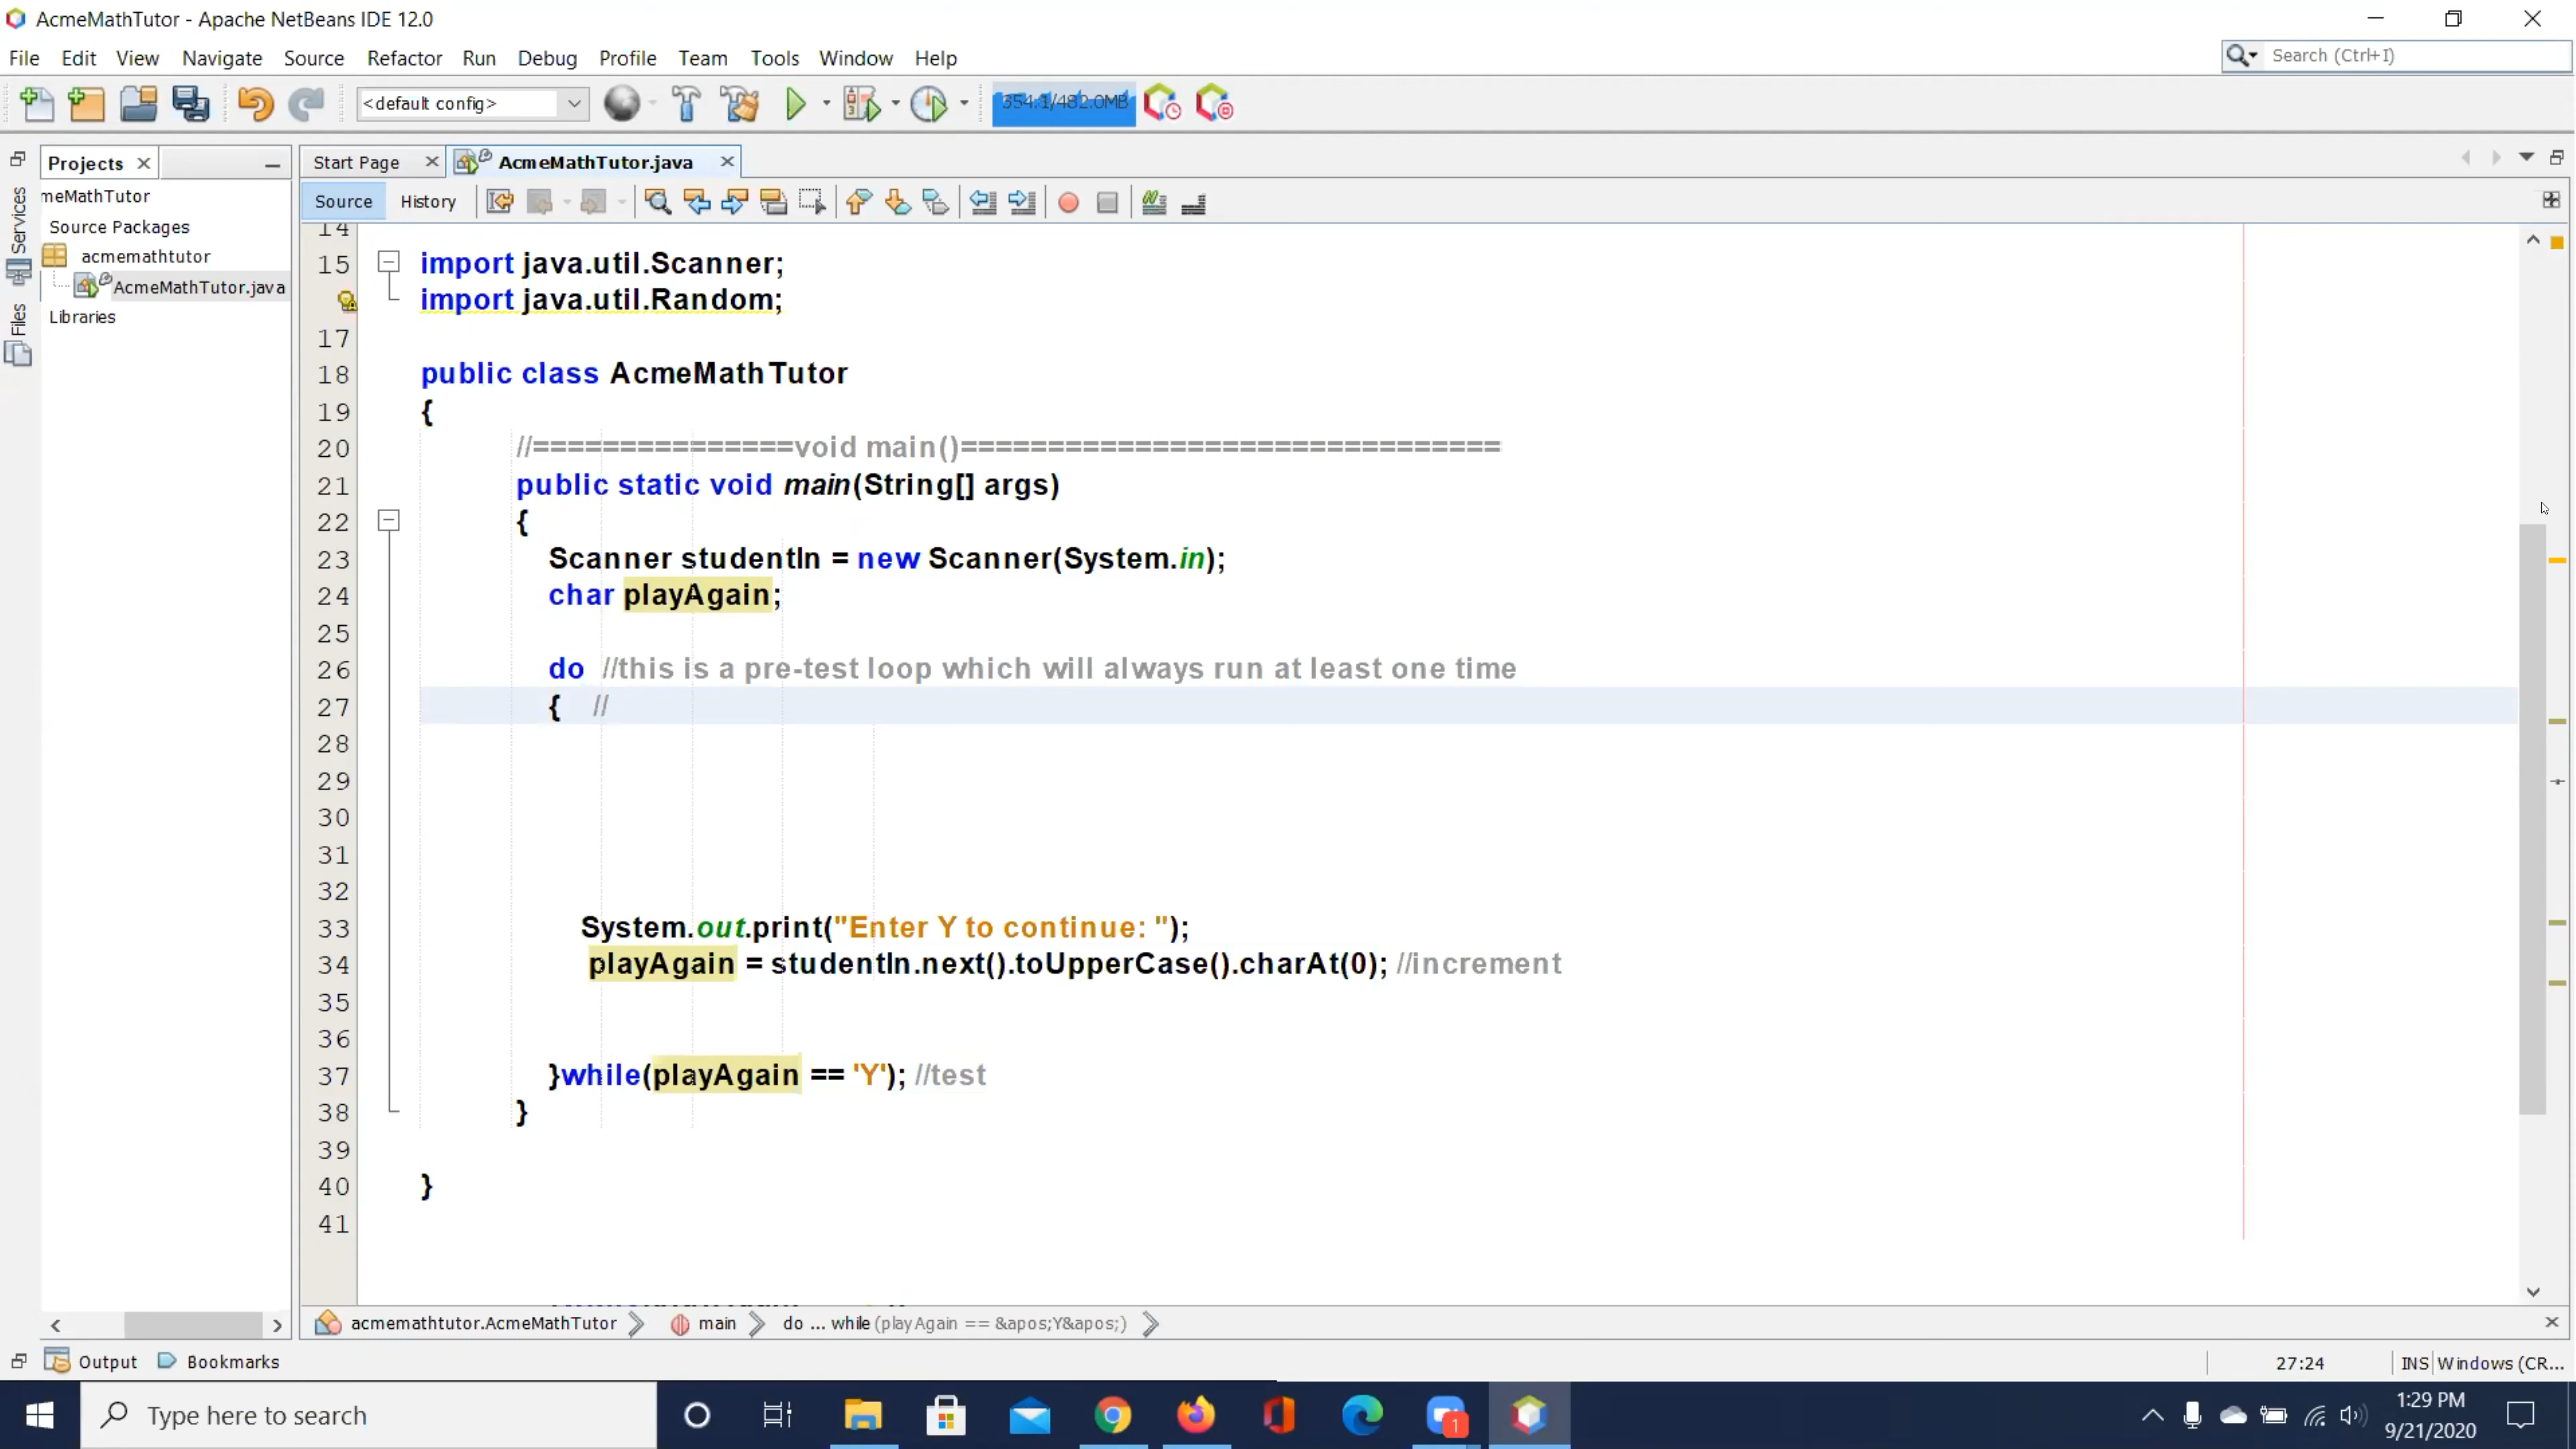 AcmeMathTutor - Apache NetBeans IDE 12.0
File Edit View Navigate Source Refactor Run Debug Profile Team Tools Window Help
Search (Ctrl+I)
<default config>
354.1/482.0MB
Projects
Start Page
AcmeMathTutor.java
Services
Files
meMathTutor
Source Packages
acmemathtutor
AcmeMathTutor.java
Libraries
Source History
14
15 import java.util.Scanner;
import java.util.Random;
17
18 public class AcmeMathTutor
19 {
20 //===============void main()===============================
21 public static void main(String[] args)
22 {
23 Scanner studentIn = new Scanner(System.in);
24 char playAgain;
25
26 do //this is a pre-test loop which will always run at least one time
27 { //
28
29
30
31
32
33 System.out.print("Enter Y to continue: ");
34 playAgain = studentIn.next().toUpperCase().charAt(0); //increment
35
36
37 }while(playAgain == 'Y'); //test
38 }
39
40 }
41
acmemathtutor.AcmeMathTutor main do ... while (playAgain == &apos;Y&apos;)
Output Bookmarks
27:24 INS Windows (CR...
Type here to search
1
1:29 PM
9/21/2020